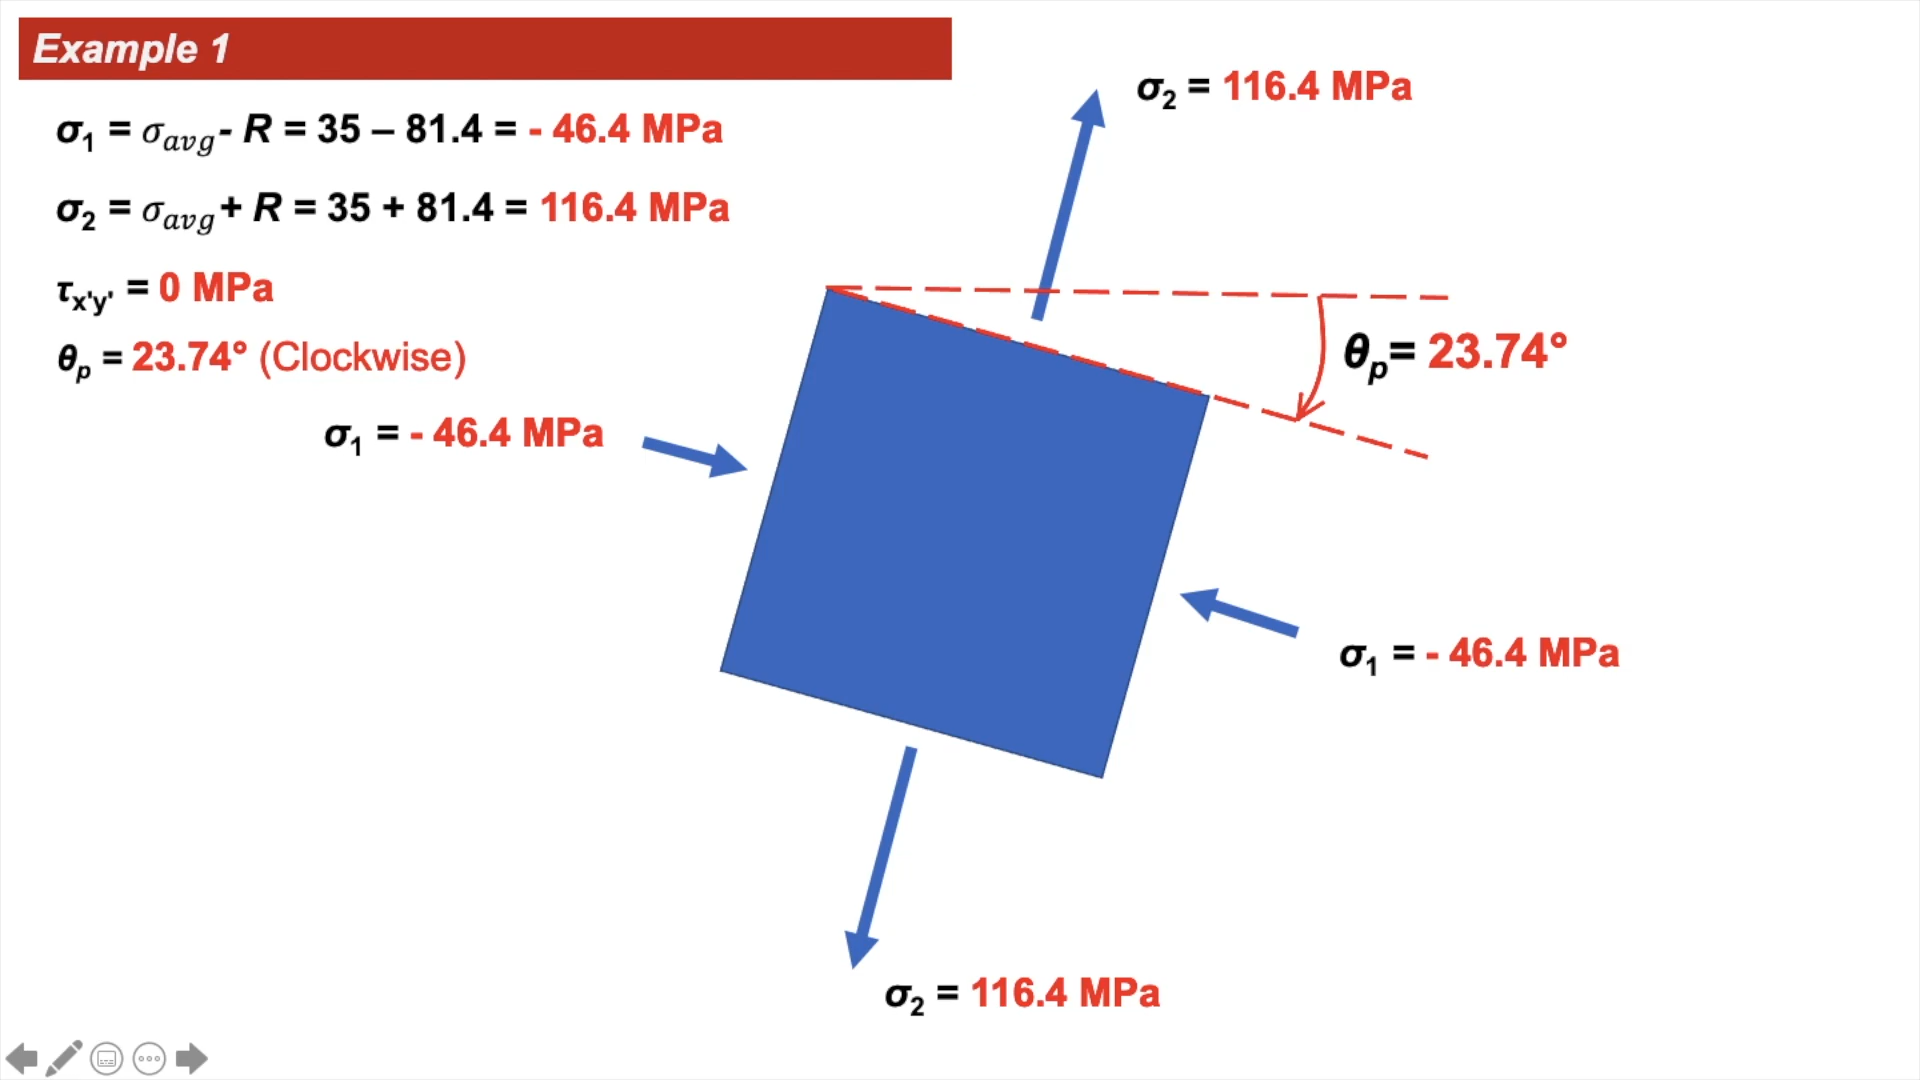 Example 1
σ₁ = σavg - R = 35 – 81.4 = - 46.4 MPa
σ₂ = σavg + R = 35 + 81.4 = 116.4 MPa
τx'y' = 0 MPa
θp = 23.74° (Clockwise)
σ₂ = 116.4 MPa
θp= 23.74°
σ₁ = - 46.4 MPa
σ₁ = - 46.4 MPa
σ₂ = 116.4 MPa